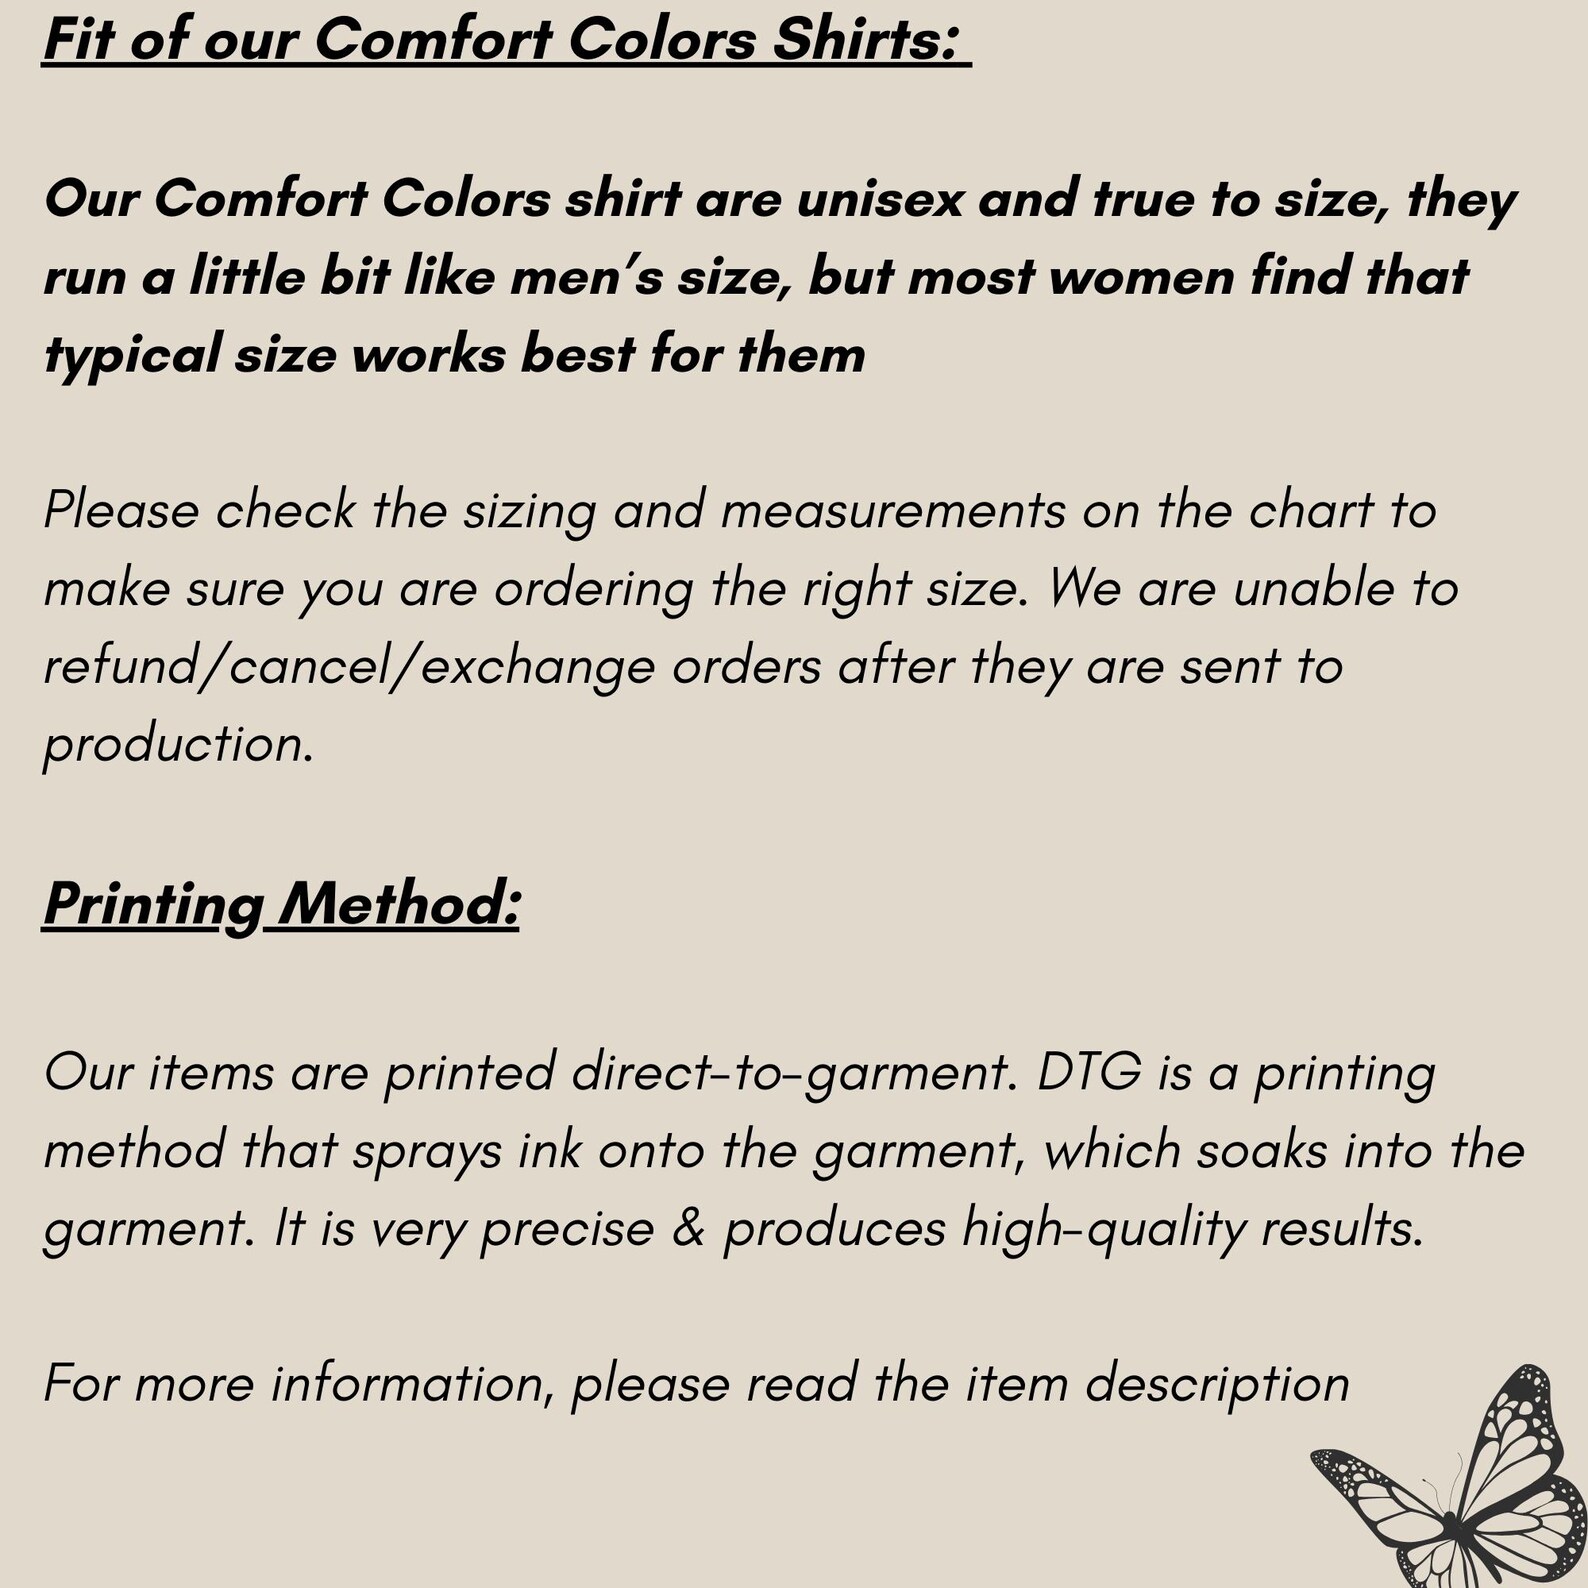 Fit of our Comfort Colors Shirts:
Our Comfort Colors shirt are unisex and true to size, they
run a little bit like men’s size, but most women find that
typical size works best for them
Please check the sizing and measurements on the chart to
make sure you are ordering the right size. We are unable to
refund/cancel/exchange orders after they are sent to
production.
Printing Method:
Our items are printed direct-to-garment. DTG is a printing
method that sprays ink onto the garment, which soaks into the
garment. It is very precise & produces high-quality results.
For more information, please read the item description